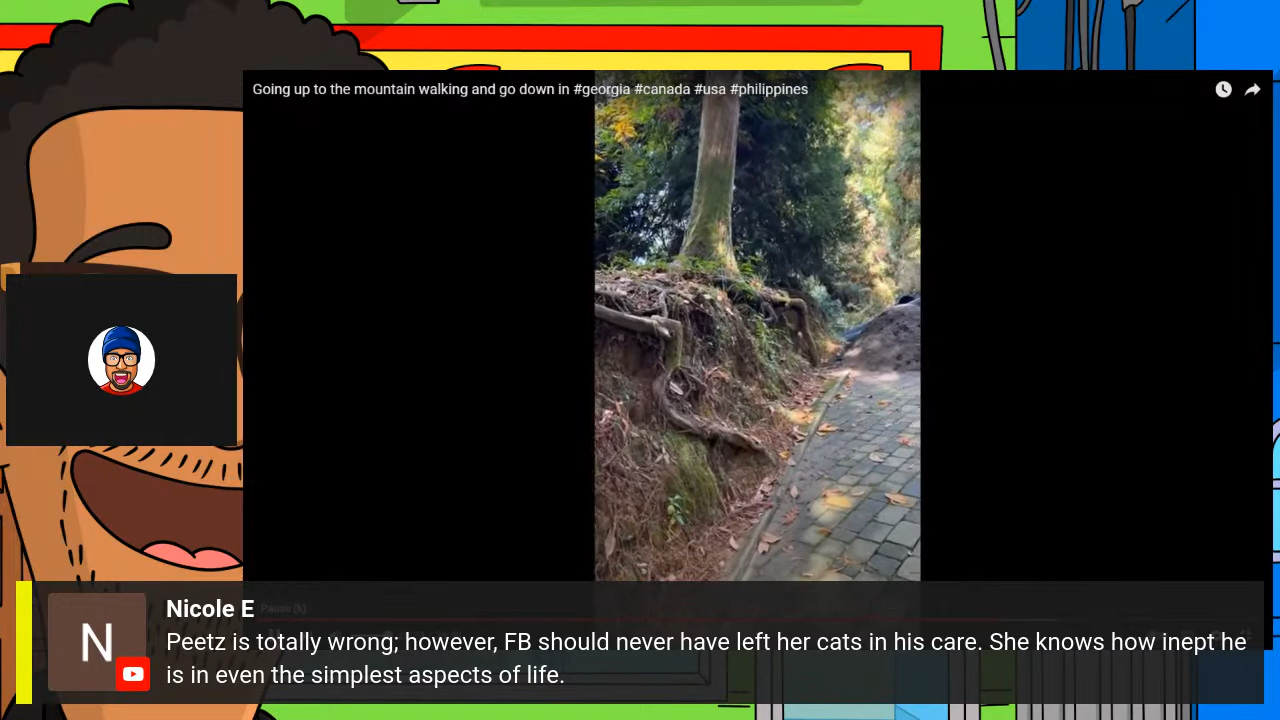 Going up to the mountain walking and go down in #georgia #canada #usa #philippines
Nicole E
Pause (k)
N
Peetz is totally wrong; however, FB should never have left her cats in his care. She knows how inept he
is in even the simplest aspects of life.